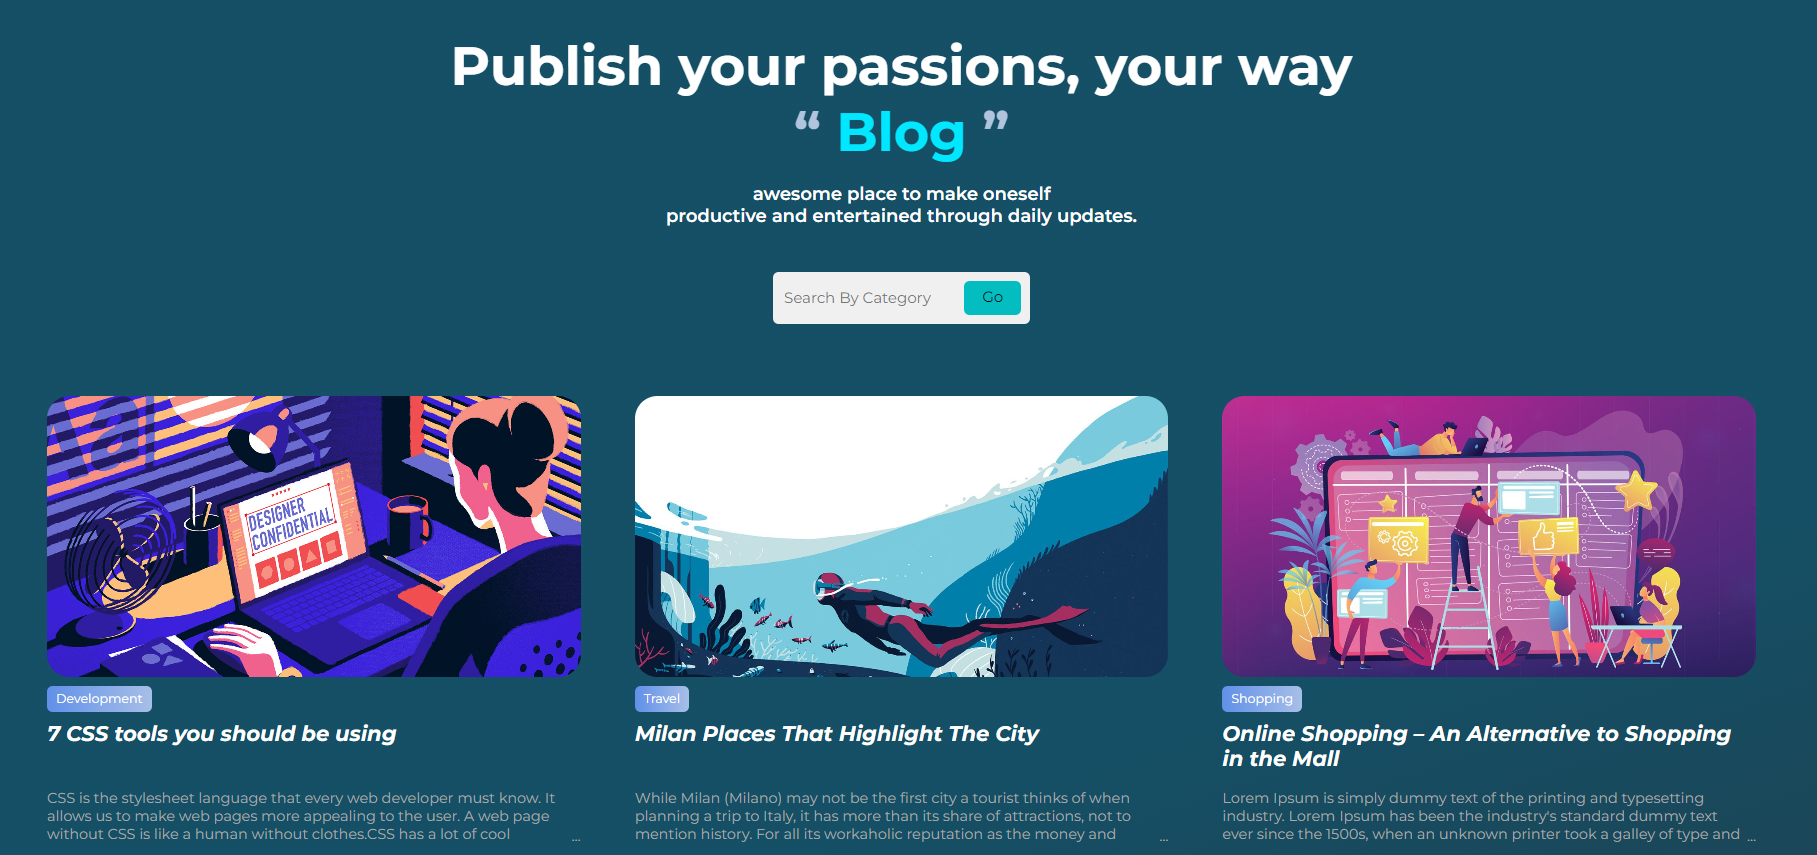 Publish your passions, your way
“ Blog ”
awesome place to make oneself
productive and entertained through daily updates.
Search By Category
Go
DESIGNER
CONFIDENTIAL
Development
7 CSS tools you should be using
CSS is the stylesheet language that every web developer must know. It
allows us to make web pages more appealing to the user. A web page
without CSS is like a human without clothes.CSS has a lot of cool
...
Travel
Milan Places That Highlight The City
While Milan (Milano) may not be the first city a tourist thinks of when
planning a trip to Italy, it has more than its share of attractions, not to
mention history. For all its workaholic reputation as the money and
...
Shopping
Online Shopping – An Alternative to Shopping
in the Mall
Lorem Ipsum is simply dummy text of the printing and typesetting
industry. Lorem Ipsum has been the industry's standard dummy text
ever since the 1500s, when an unknown printer took a galley of type and
...